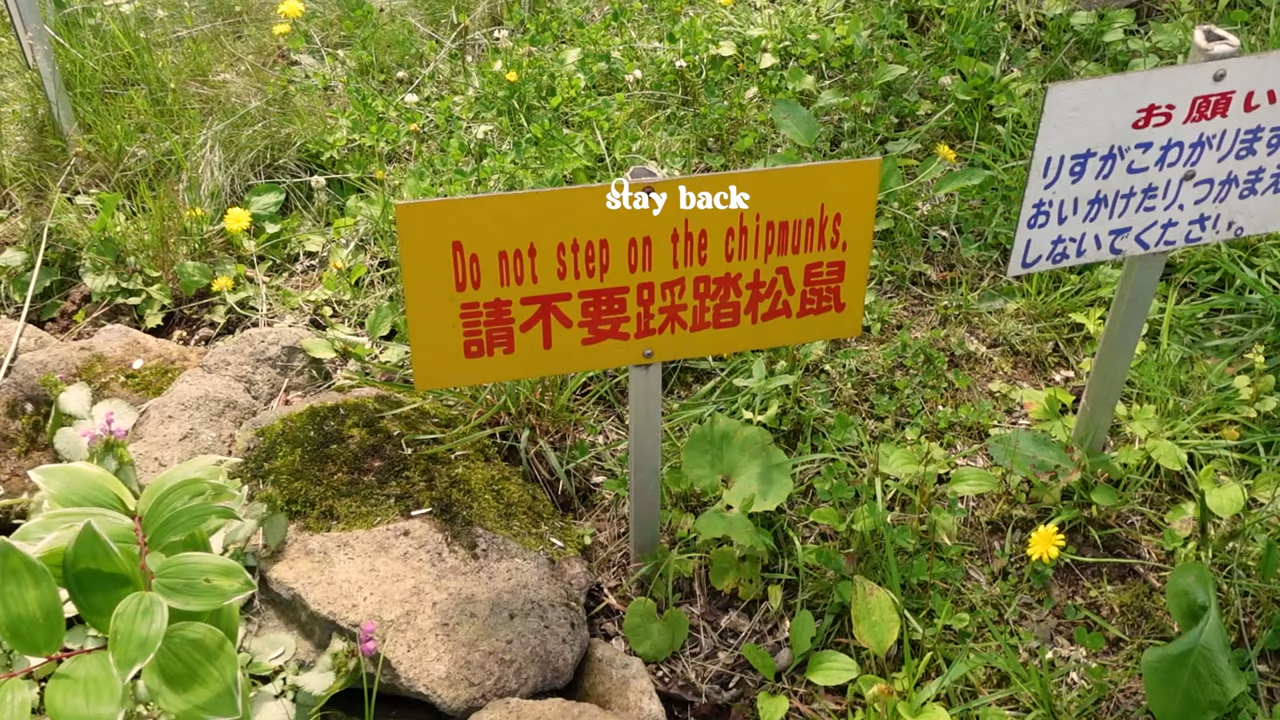 stay back
Do not step on the chipmunks.
請不要踩踏松鼠
お願い
りすがこわがります
おいかけたり、つかまえ
しないでください。